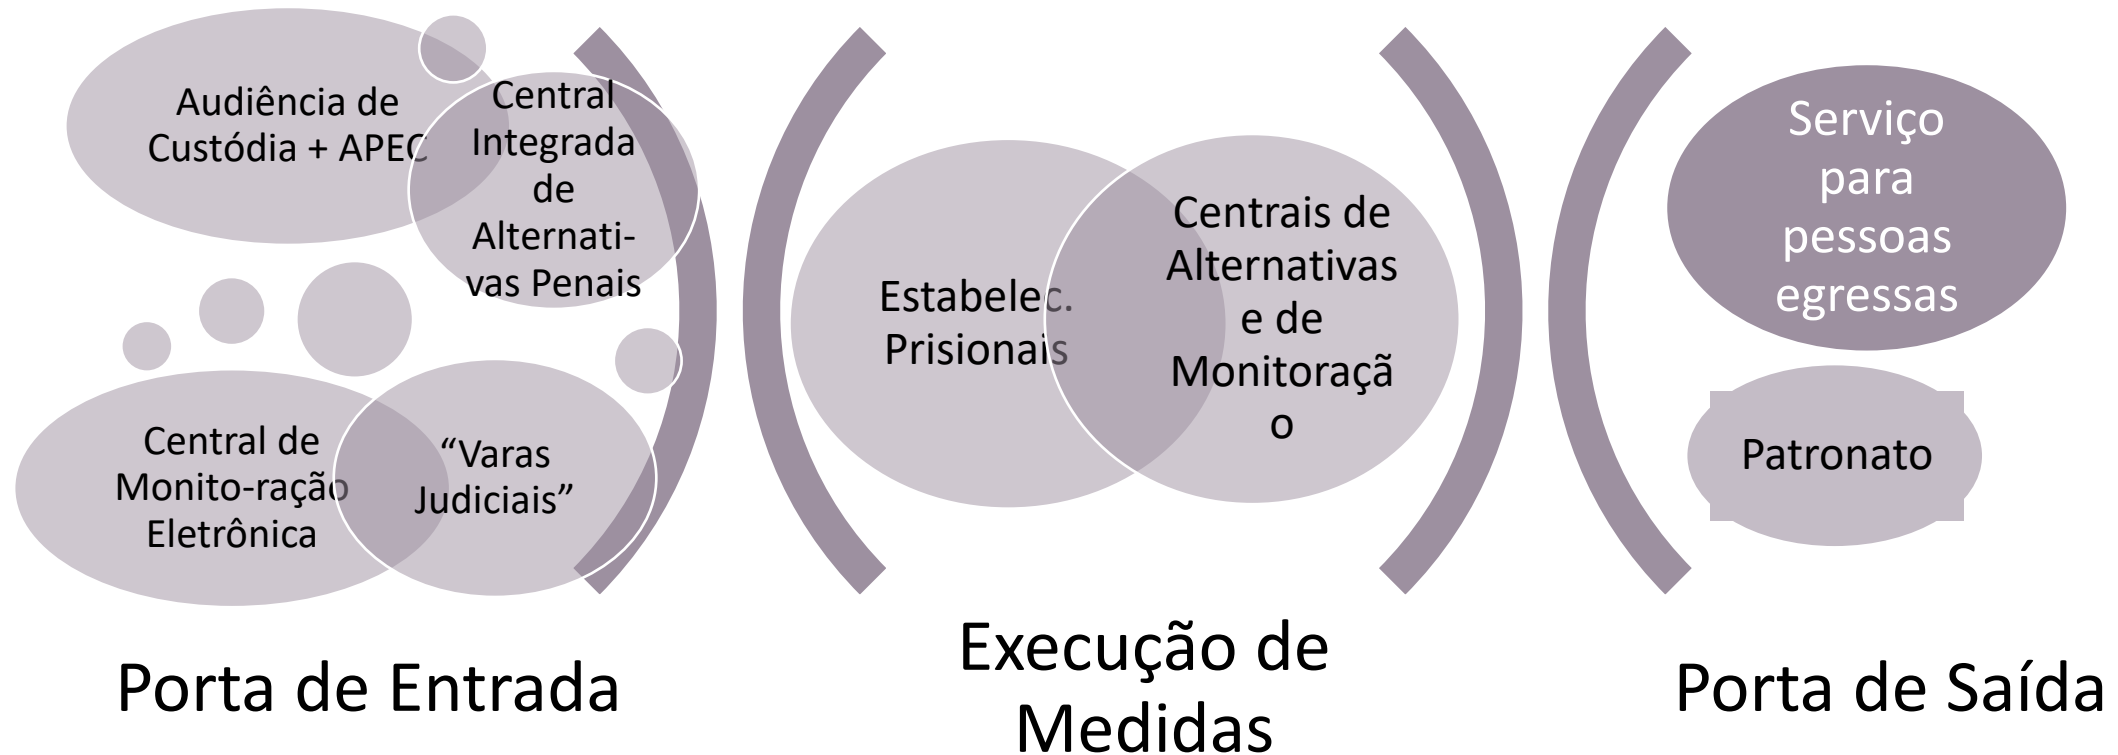 Audiência de
Custódia + APEC
Central
Integrada
de
Alternati-
vas Penais
Central de
Monito-ração
Eletrônica
“Varas
Judiciais”
Porta de Entrada
Estabelec.
Prisionais
Centrais de
Alternativas
e de
Monitoraçã
o
Execução de
Medidas
Serviço
para
pessoas
egressas
Patronato
Porta de Saída